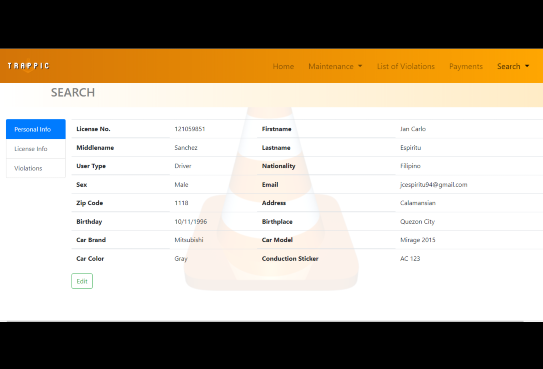 TRAPPIC
Home Maintenance List of Violations Payments Search
SEARCH
Personal Info
License Info
Violations
License No. 121059851 Firstname Jan Carlo
Middlename Sanchez Lastname Espiritu
User Type Driver Nationality Filipino
Sex Male Email jcespiritu94@gmail.com
Zip Code 1118 Address Calamansian
Birthday 10/11/1996 Birthplace Quezon City
Car Brand Mitsubishi Car Model Mirage 2015
Car Color Gray Conduction Sticker AC 123
Edit